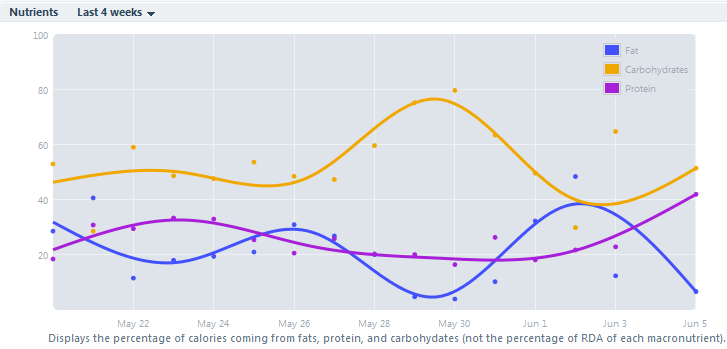 Nutrients Last 4 weeks
100
Fat
Carbohydrates
80
Protein
60
40
20
May 22 May 24 May 26 May 28 May 30 Jun 1 Jun 3 Jun 5
Displays the percentage of calories coming from fats, protein, and carbohydates (not the percentage of RDA of each macronutrient).